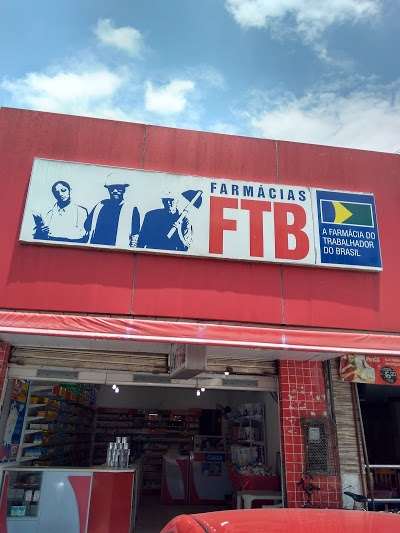 FARMÁCIAS
FTB
A FARMÁCIA DO
TRABALHADOR
DO BRASIL